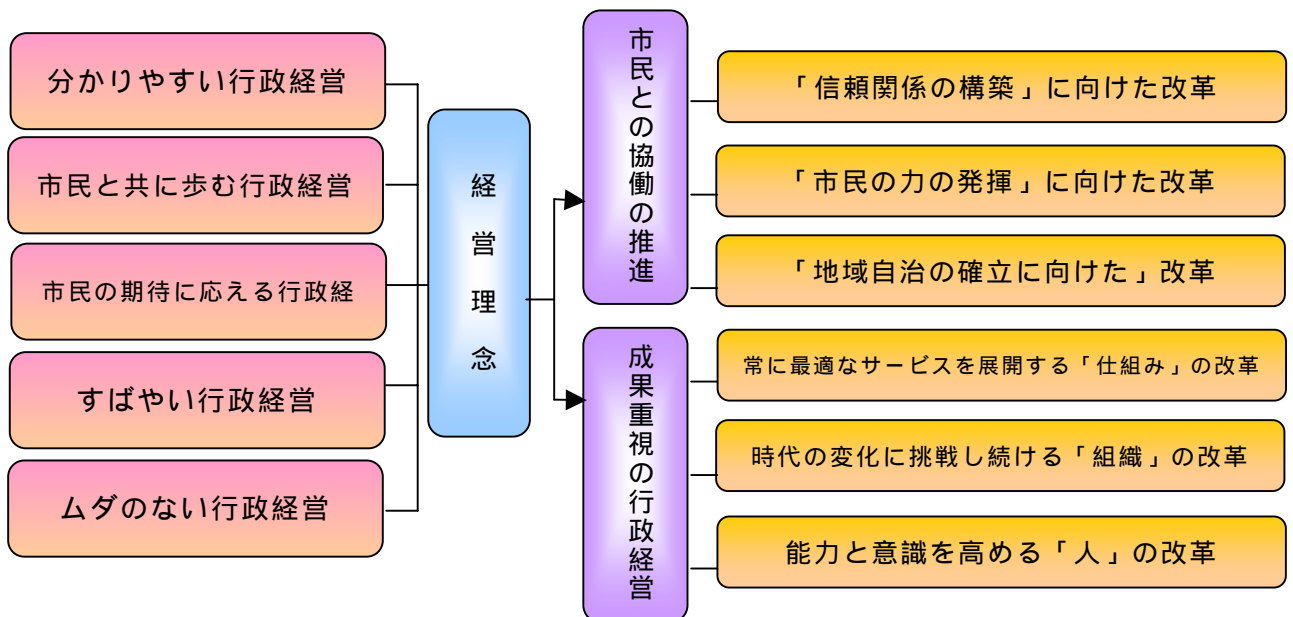 分かりやすい行政経営
市民と共に歩む行政経営
市民の期待に応える行政経
すばやい行政経営
ムダのない行政経営
経営理念
市民との協働の推進
「信頼関係の構築」に向けた改革
「市民の力の発揮」に向けた改革
「地域自治の確立に向けた」改革
成果重視の行政経営
常に最適なサービスを展開する「仕組み」の改革
時代の変化に挑戦し続ける「組織」の改革
能力と意識を高める「人」の改革